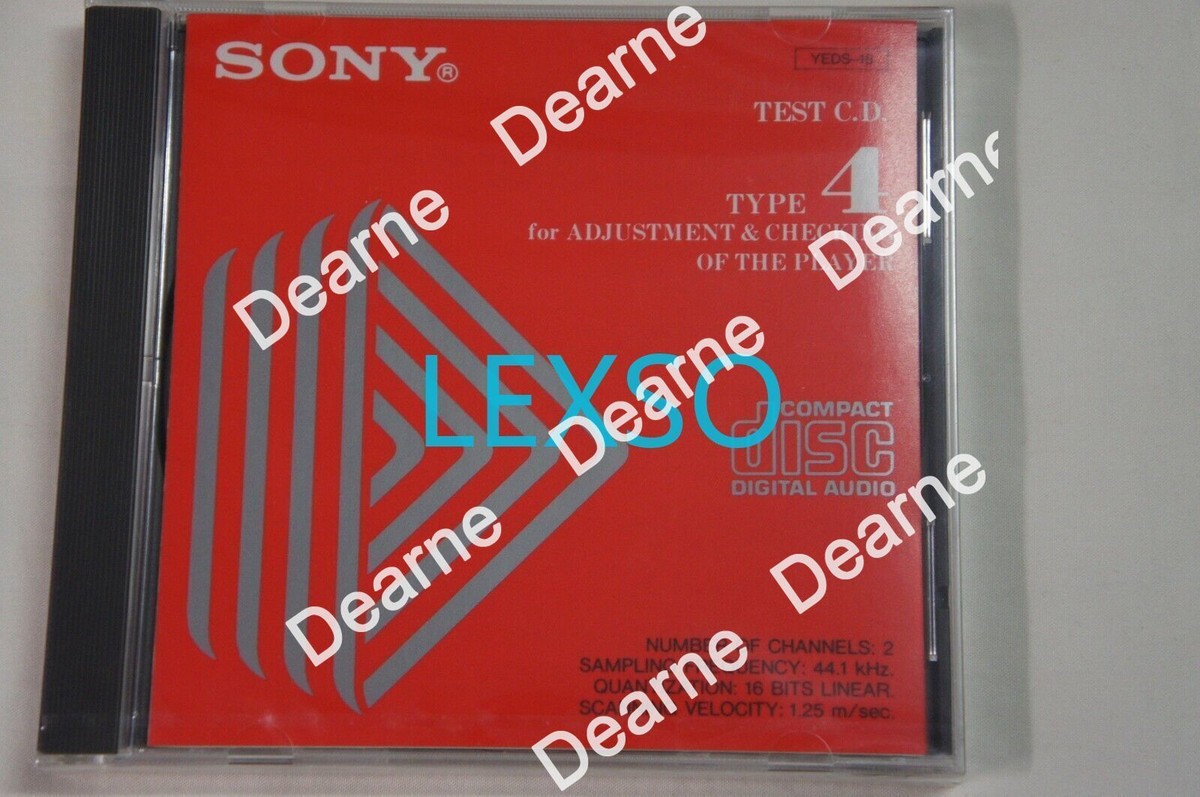 SONY®
YEDS-18
TEST C.D.
TYPE 4
for ADJUSTMENT & CHECKING
OF THE PLAYER
LEXSO
COMPACT
disc
DIGITAL AUDIO
NUMBER OF CHANNELS: 2
SAMPLING FREQUENCY: 44.1 kHz.
QUANTIZATION: 16 BITS LINEAR.
SCANNING VELOCITY: 1.25 m/sec.
Dearne
Dearne
Dearne
Dearne
Dearne
Dearne
Dearne